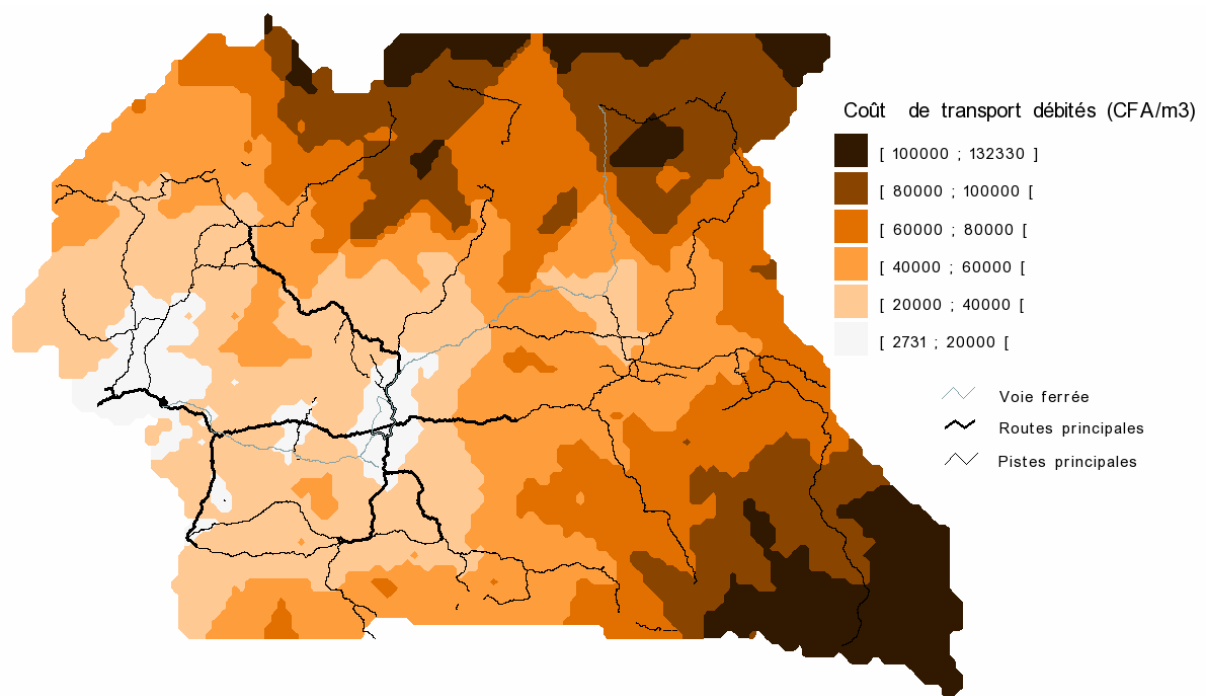 Coût de transport débités (CFA/m3)
[ 100000 ; 132330 ]
[ 80000 ; 100000 [
[ 60000 ; 80000 [
[ 40000 ; 60000 [
[ 20000 ; 40000 [
[ 2731 ; 20000 [
Voie ferrée
Routes principales
Pistes principales